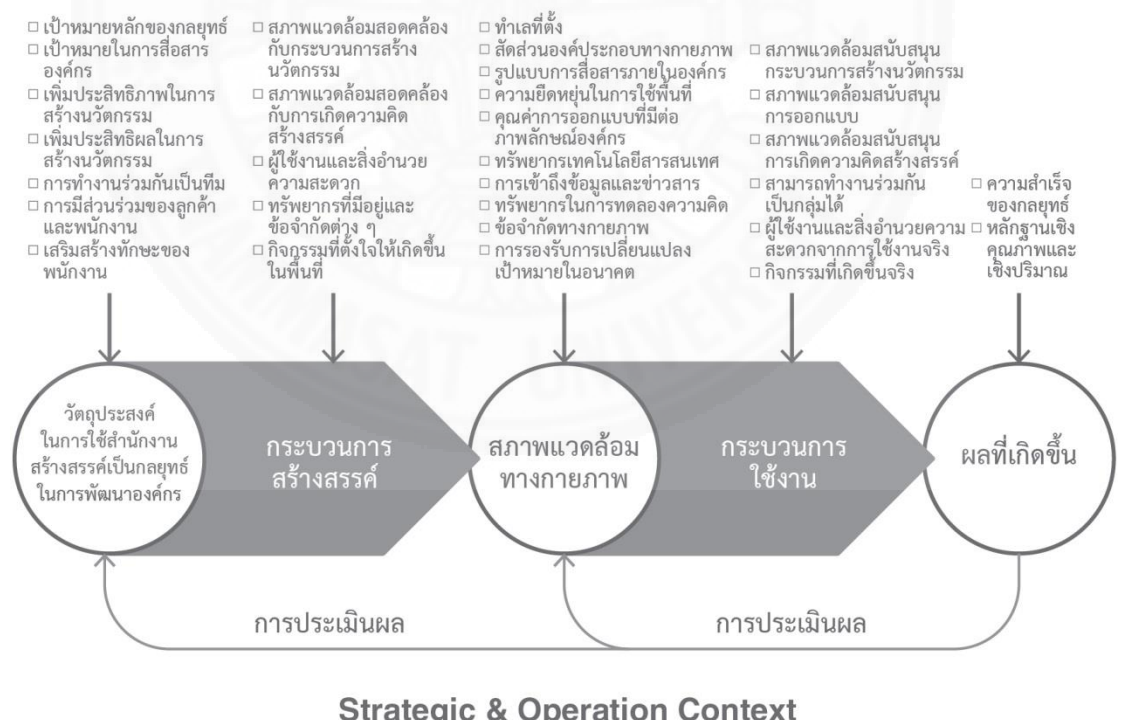 □ เป้าหมายหลักของกลยุทธ์
□ เป้าหมายในการสื่อสาร
องค์กร
□ เพิ่มประสิทธิภาพในการ
สร้างนวัตกรรม
□ เพิ่มประสิทธิผลในการ
สร้างนวัตกรรม
□ การทำงานร่วมกันเป็นทีม
□ การมีส่วนร่วมของลูกค้า
และพนักงาน
□ เสริมสร้างทักษะของ
พนักงาน
□ สภาพแวดล้อมสอดคล้อง
กับกระบวนการสร้าง
นวัตกรรม
□ สภาพแวดล้อมสอดคล้อง
กับการเกิดความคิด
สร้างสรรค์
□ ผู้ใช้งานและสิ่งอำนวย
ความสะดวก
□ ทรัพยากรที่มีอยู่และ
ข้อจำกัดต่าง ๆ
□ กิจกรรมที่ตั้งใจให้เกิดขึ้น
ในพื้นที่
□ ทำเลที่ตั้ง
□ สัดส่วนองค์ประกอบทางกายภาพ
□ รูปแบบการสื่อสารภายในองค์กร
□ ความยืดหยุ่นในการใช้พื้นที่
□ คุณค่าการออกแบบที่มีต่อ
ภาพลักษณ์องค์กร
□ ทรัพยากรเทคโนโลยีสารสนเทศ
□ การเข้าถึงข้อมูลและข่าวสาร
□ ทรัพยากรในการทดลองความคิด
□ ข้อจำกัดทางกายภาพ
□ การรองรับการเปลี่ยนแปลง
เป้าหมายในอนาคต
□ สภาพแวดล้อมสนับสนุน
กระบวนการสร้างนวัตกรรม
□ สภาพแวดล้อมสนับสนุน
การออกแบบ
□ สภาพแวดล้อมสนับสนุน
การเกิดความคิดสร้างสรรค์
□ สามารถทำงานร่วมกัน
เป็นกลุ่มได้
□ ผู้ใช้งานและสิ่งอำนวยความ
สะดวกจากการใช้งานจริง
□ กิจกรรมที่เกิดขึ้นจริง
□ ความสำเร็จ
ของกลยุทธ์
□ หลักฐานเชิง
คุณภาพและ
เชิงปริมาณ
วัตถุประสงค์
ในการใช้สำนักงาน
สร้างสรรค์เป็นกลยุทธ์
ในการพัฒนาองค์กร
กระบวนการ
สร้างสรรค์
สภาพแวดล้อม
ทางกายภาพ
กระบวนการ
ใช้งาน
ผลที่เกิดขึ้น
การประเมินผล
การประเมินผล
Strategic & Operation Context